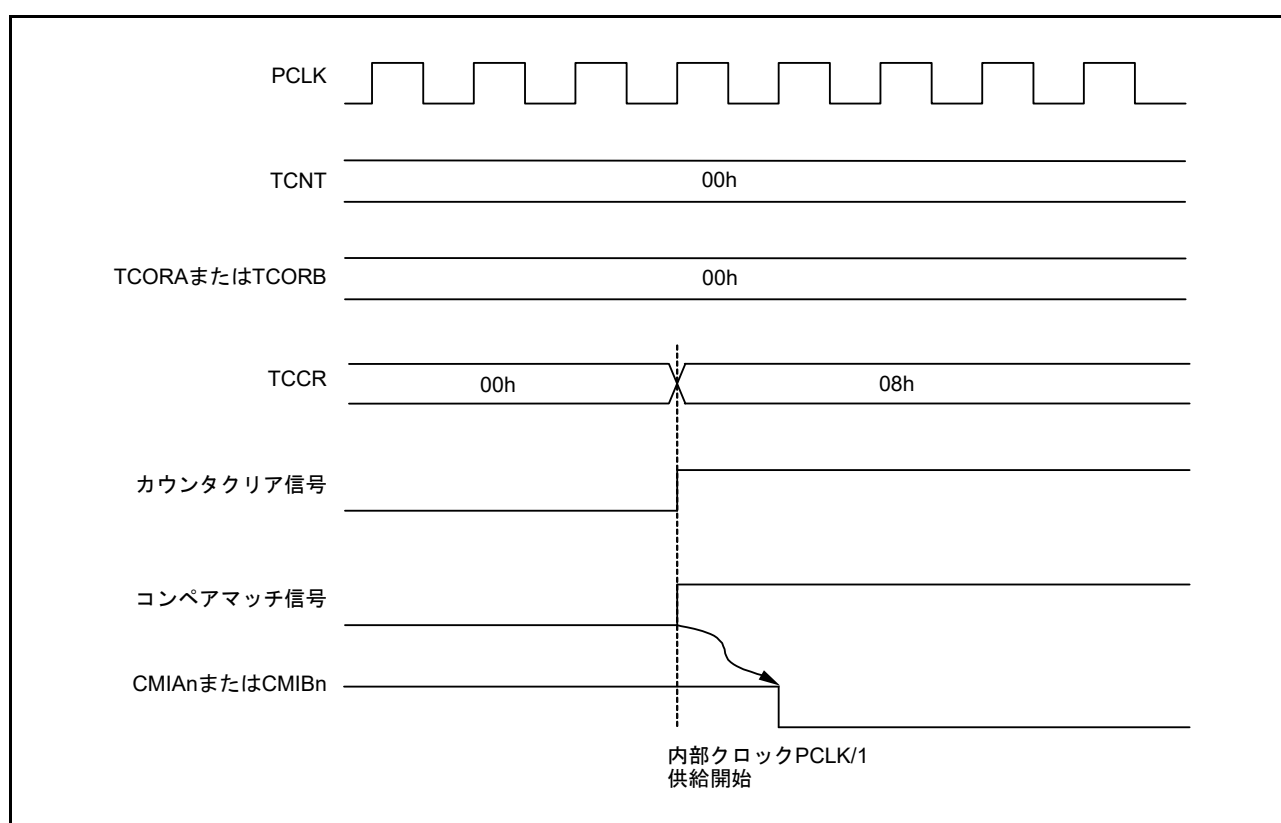 PCLK
TCNT
00h
TCORAまたはTCORB
00h
TCCR
00h
08h
カウンタクリア信号
コンペアマッチ信号
CMIAnまたはCMIBn
内部クロックPCLK/1
供給開始